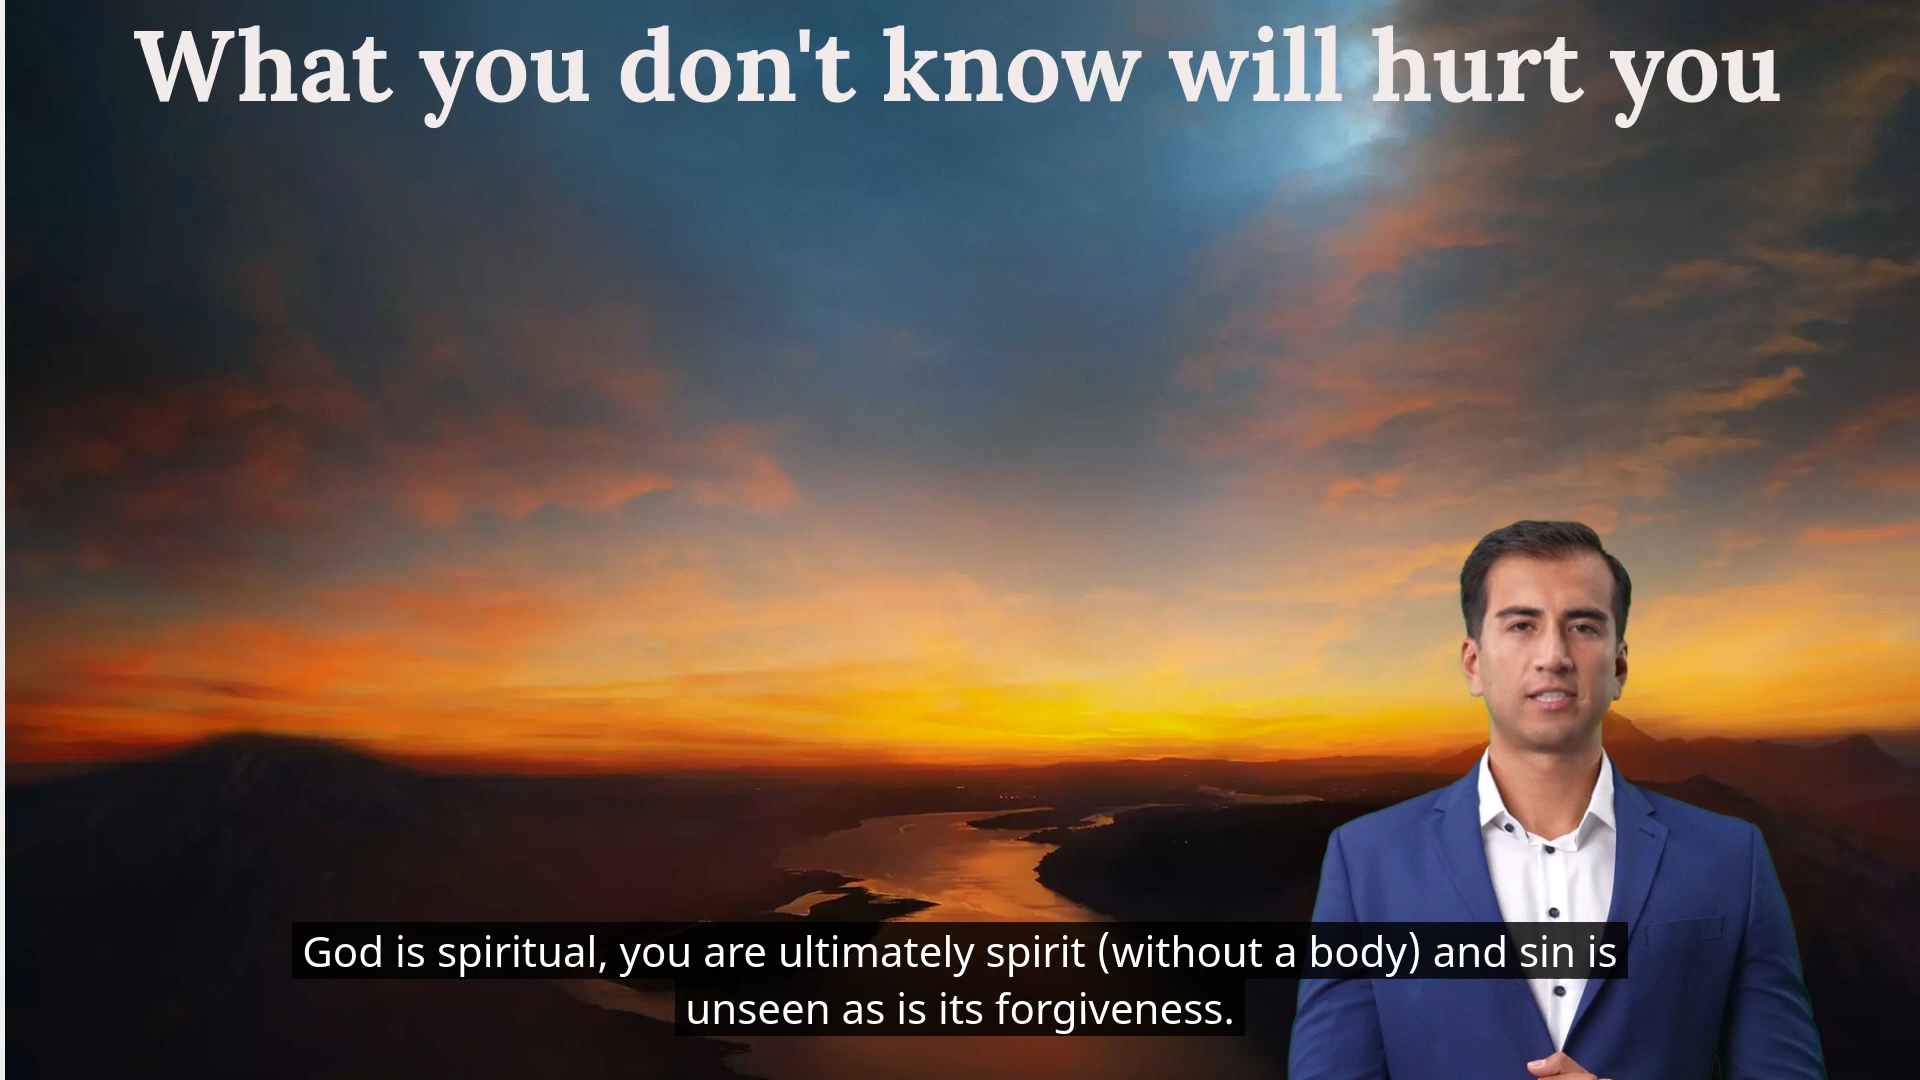 What you don't know will hurt you
God is spiritual, you are ultimately spirit (without a body) and sin is
unseen as is its forgiveness.